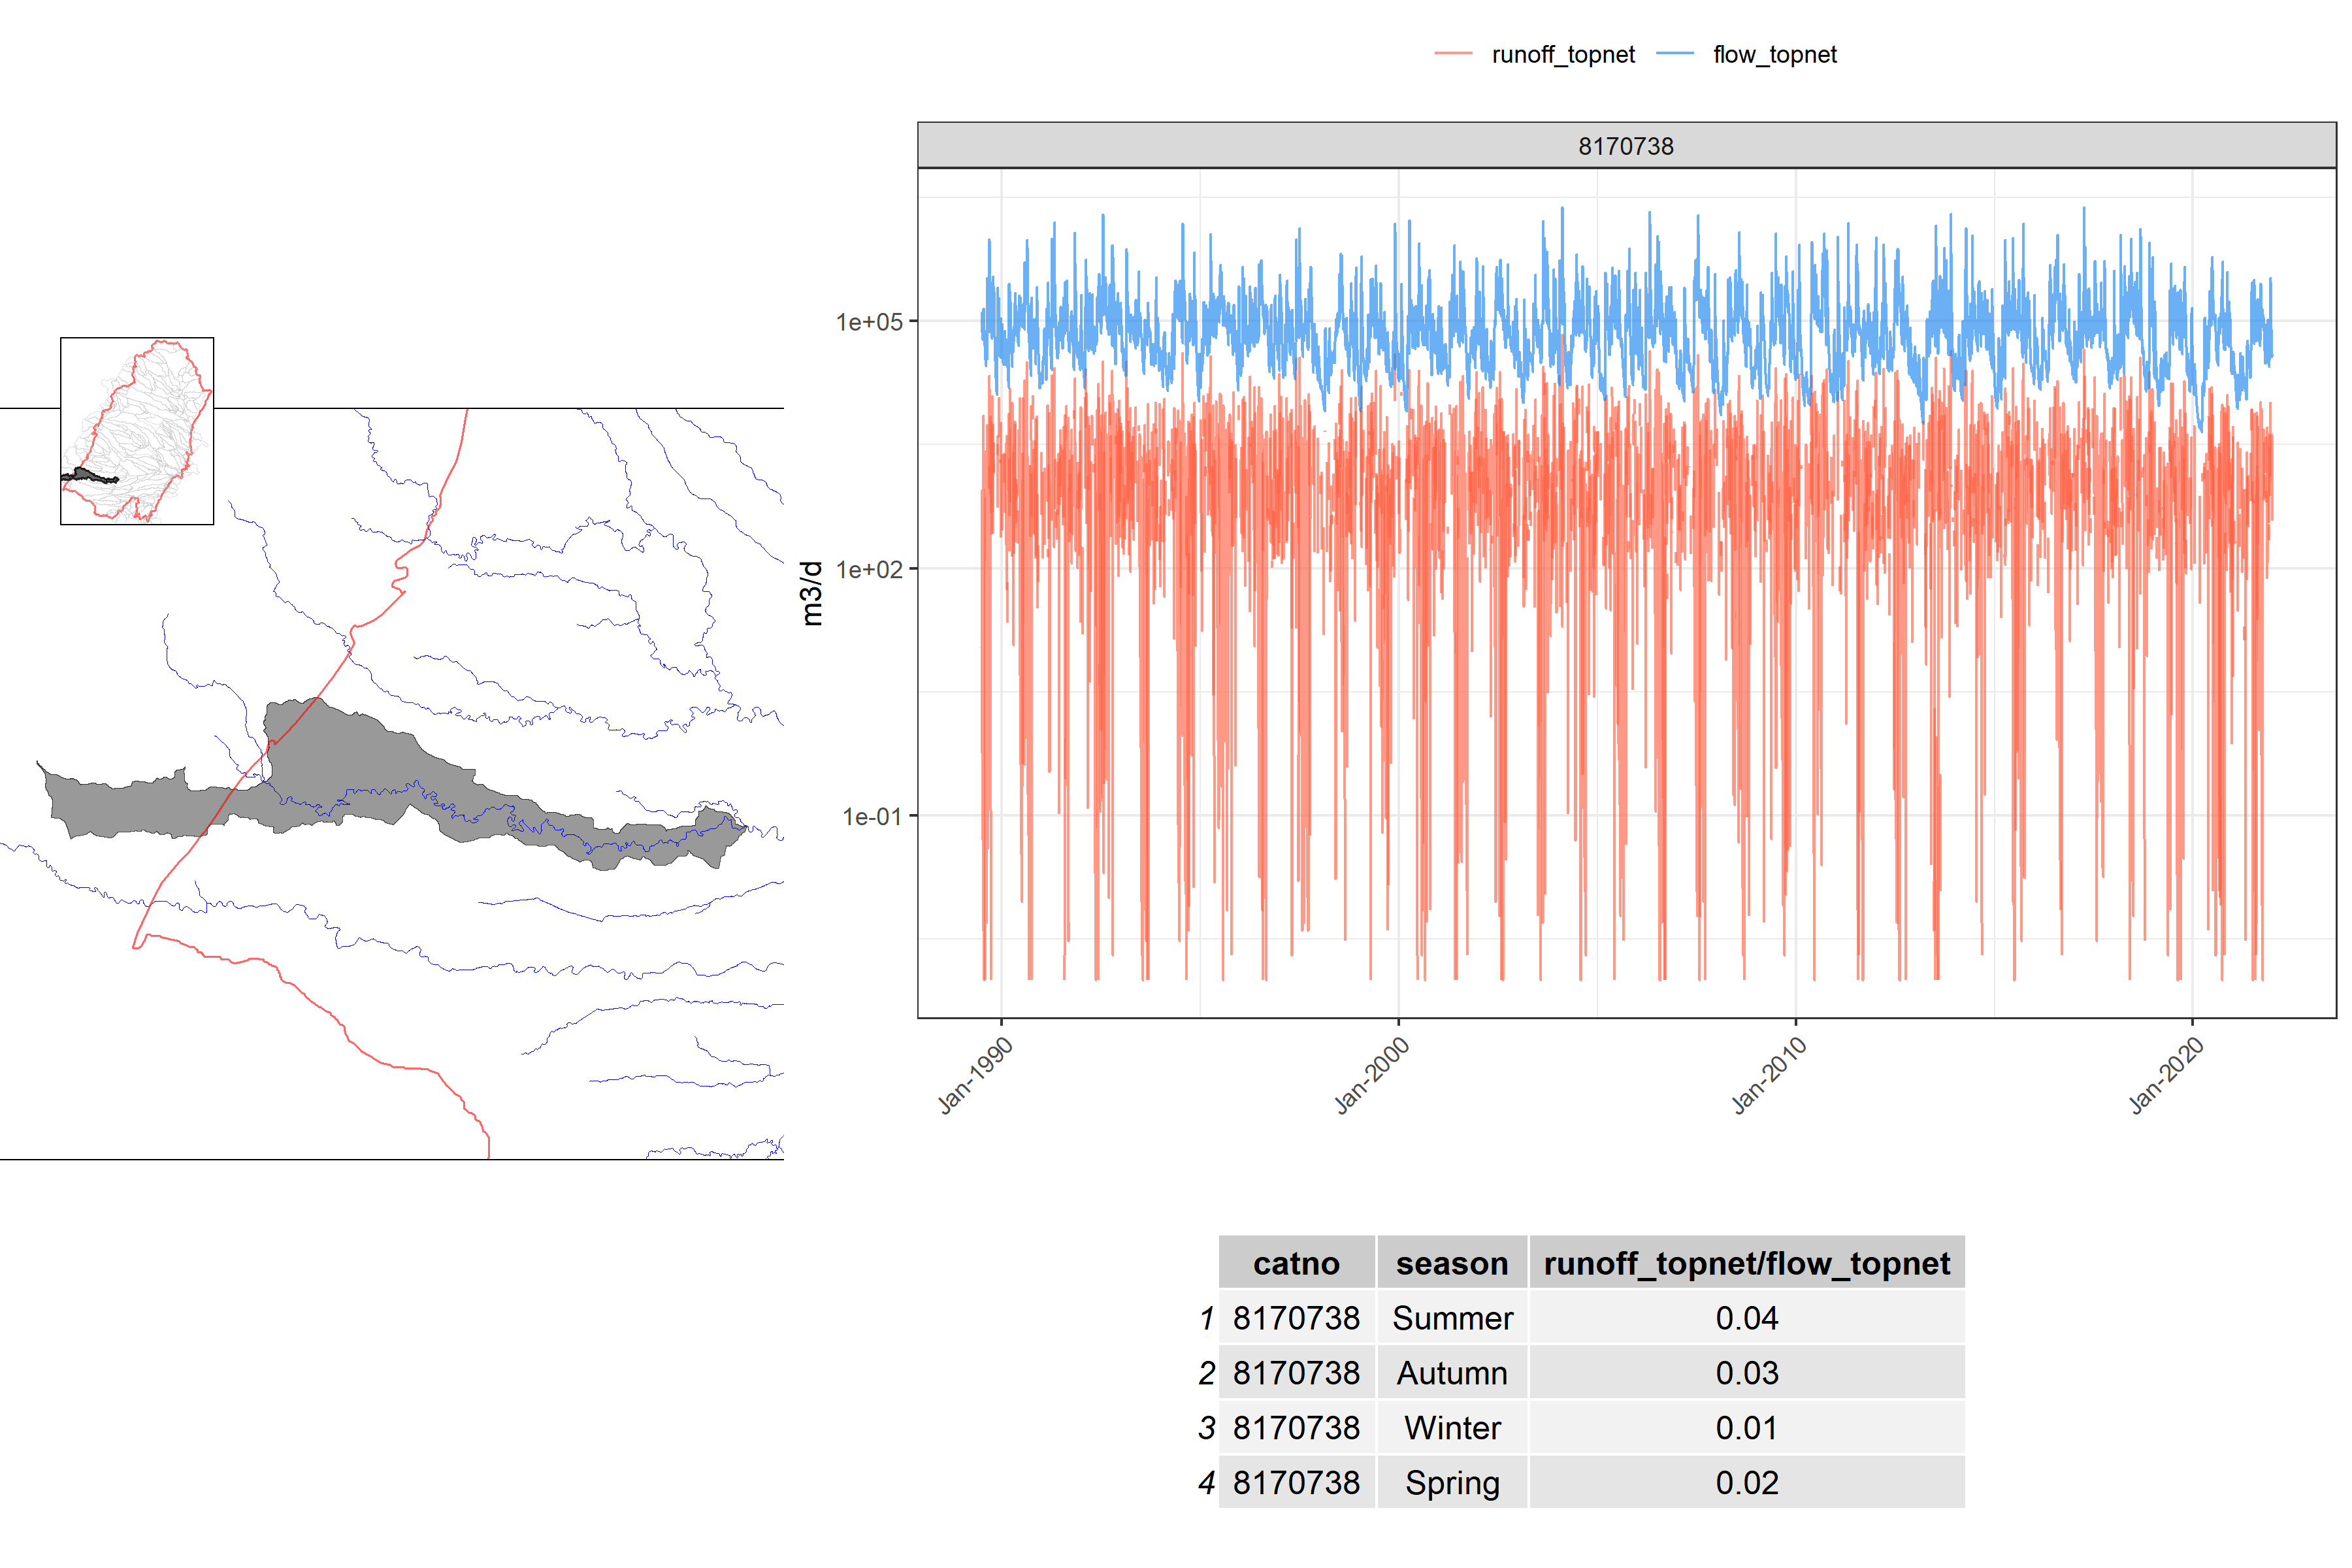 runoff_topnet flow_topnet
8170738
m3/d
1e+05
1e+02
1e-01
Jan-1990 Jan-2000 Jan-2010 Jan-2020
catno season runoff_topnet/flow_topnet
1 8170738 Summer 0.04
2 8170738 Autumn 0.03
3 8170738 Winter 0.01
4 8170738 Spring 0.02